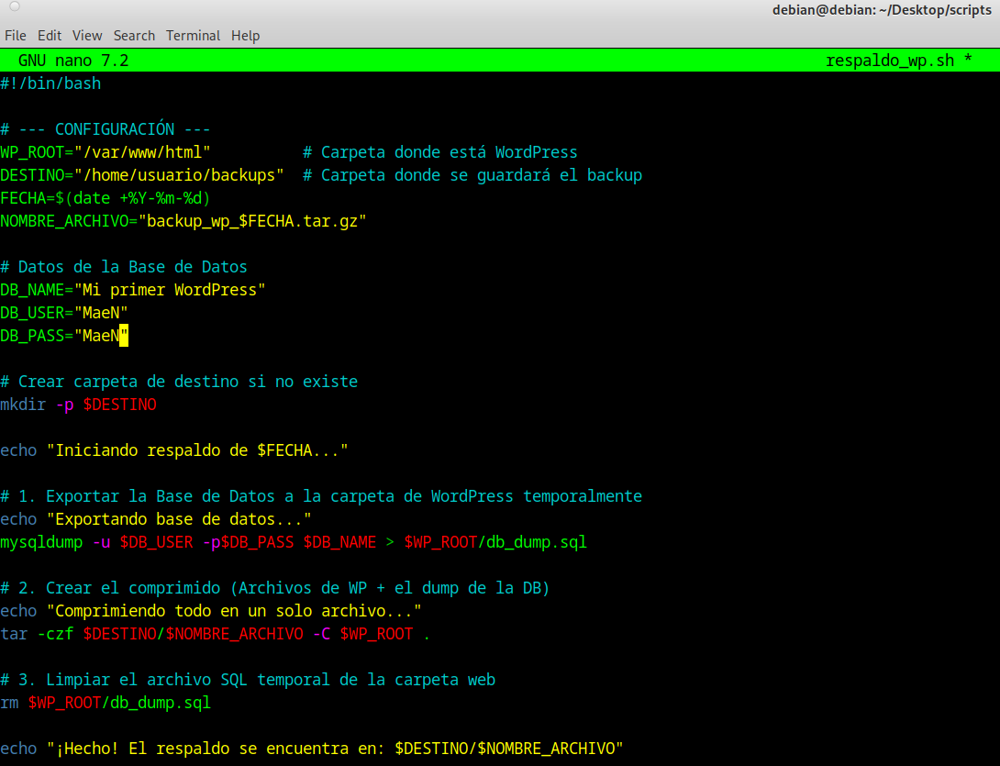 debian@debian: ~/Desktop/scripts
File Edit View Search Terminal Help
GNU nano 7.2 respaldo_wp.sh *
#!/bin/bash
# --- CONFIGURACIÓN ---
WP_ROOT="/var/www/html" # Carpeta donde está WordPress
DESTINO="/home/usuario/backups" # Carpeta donde se guardará el backup
FECHA=$(date +%Y-%m-%d)
NOMBRE_ARCHIVO="backup_wp_$FECHA.tar.gz"
# Datos de la Base de Datos
DB_NAME="Mi primer WordPress"
DB_USER="MaeN"
DB_PASS="MaeN"
# Crear carpeta de destino si no existe
mkdir -p $DESTINO
echo "Iniciando respaldo de $FECHA..."
# 1. Exportar la Base de Datos a la carpeta de WordPress temporalmente
echo "Exportando base de datos..."
mysqldump -u $DB_USER -p$DB_PASS $DB_NAME > $WP_ROOT/db_dump.sql
# 2. Crear el comprimido (Archivos de WP + el dump de la DB)
echo "Comprimiendo todo en un solo archivo..."
tar -czf $DESTINO/$NOMBRE_ARCHIVO -C $WP_ROOT .
# 3. Limpiar el archivo SQL temporal de la carpeta web
rm $WP_ROOT/db_dump.sql
echo "¡Hecho! El respaldo se encuentra en: $DESTINO/$NOMBRE_ARCHIVO"